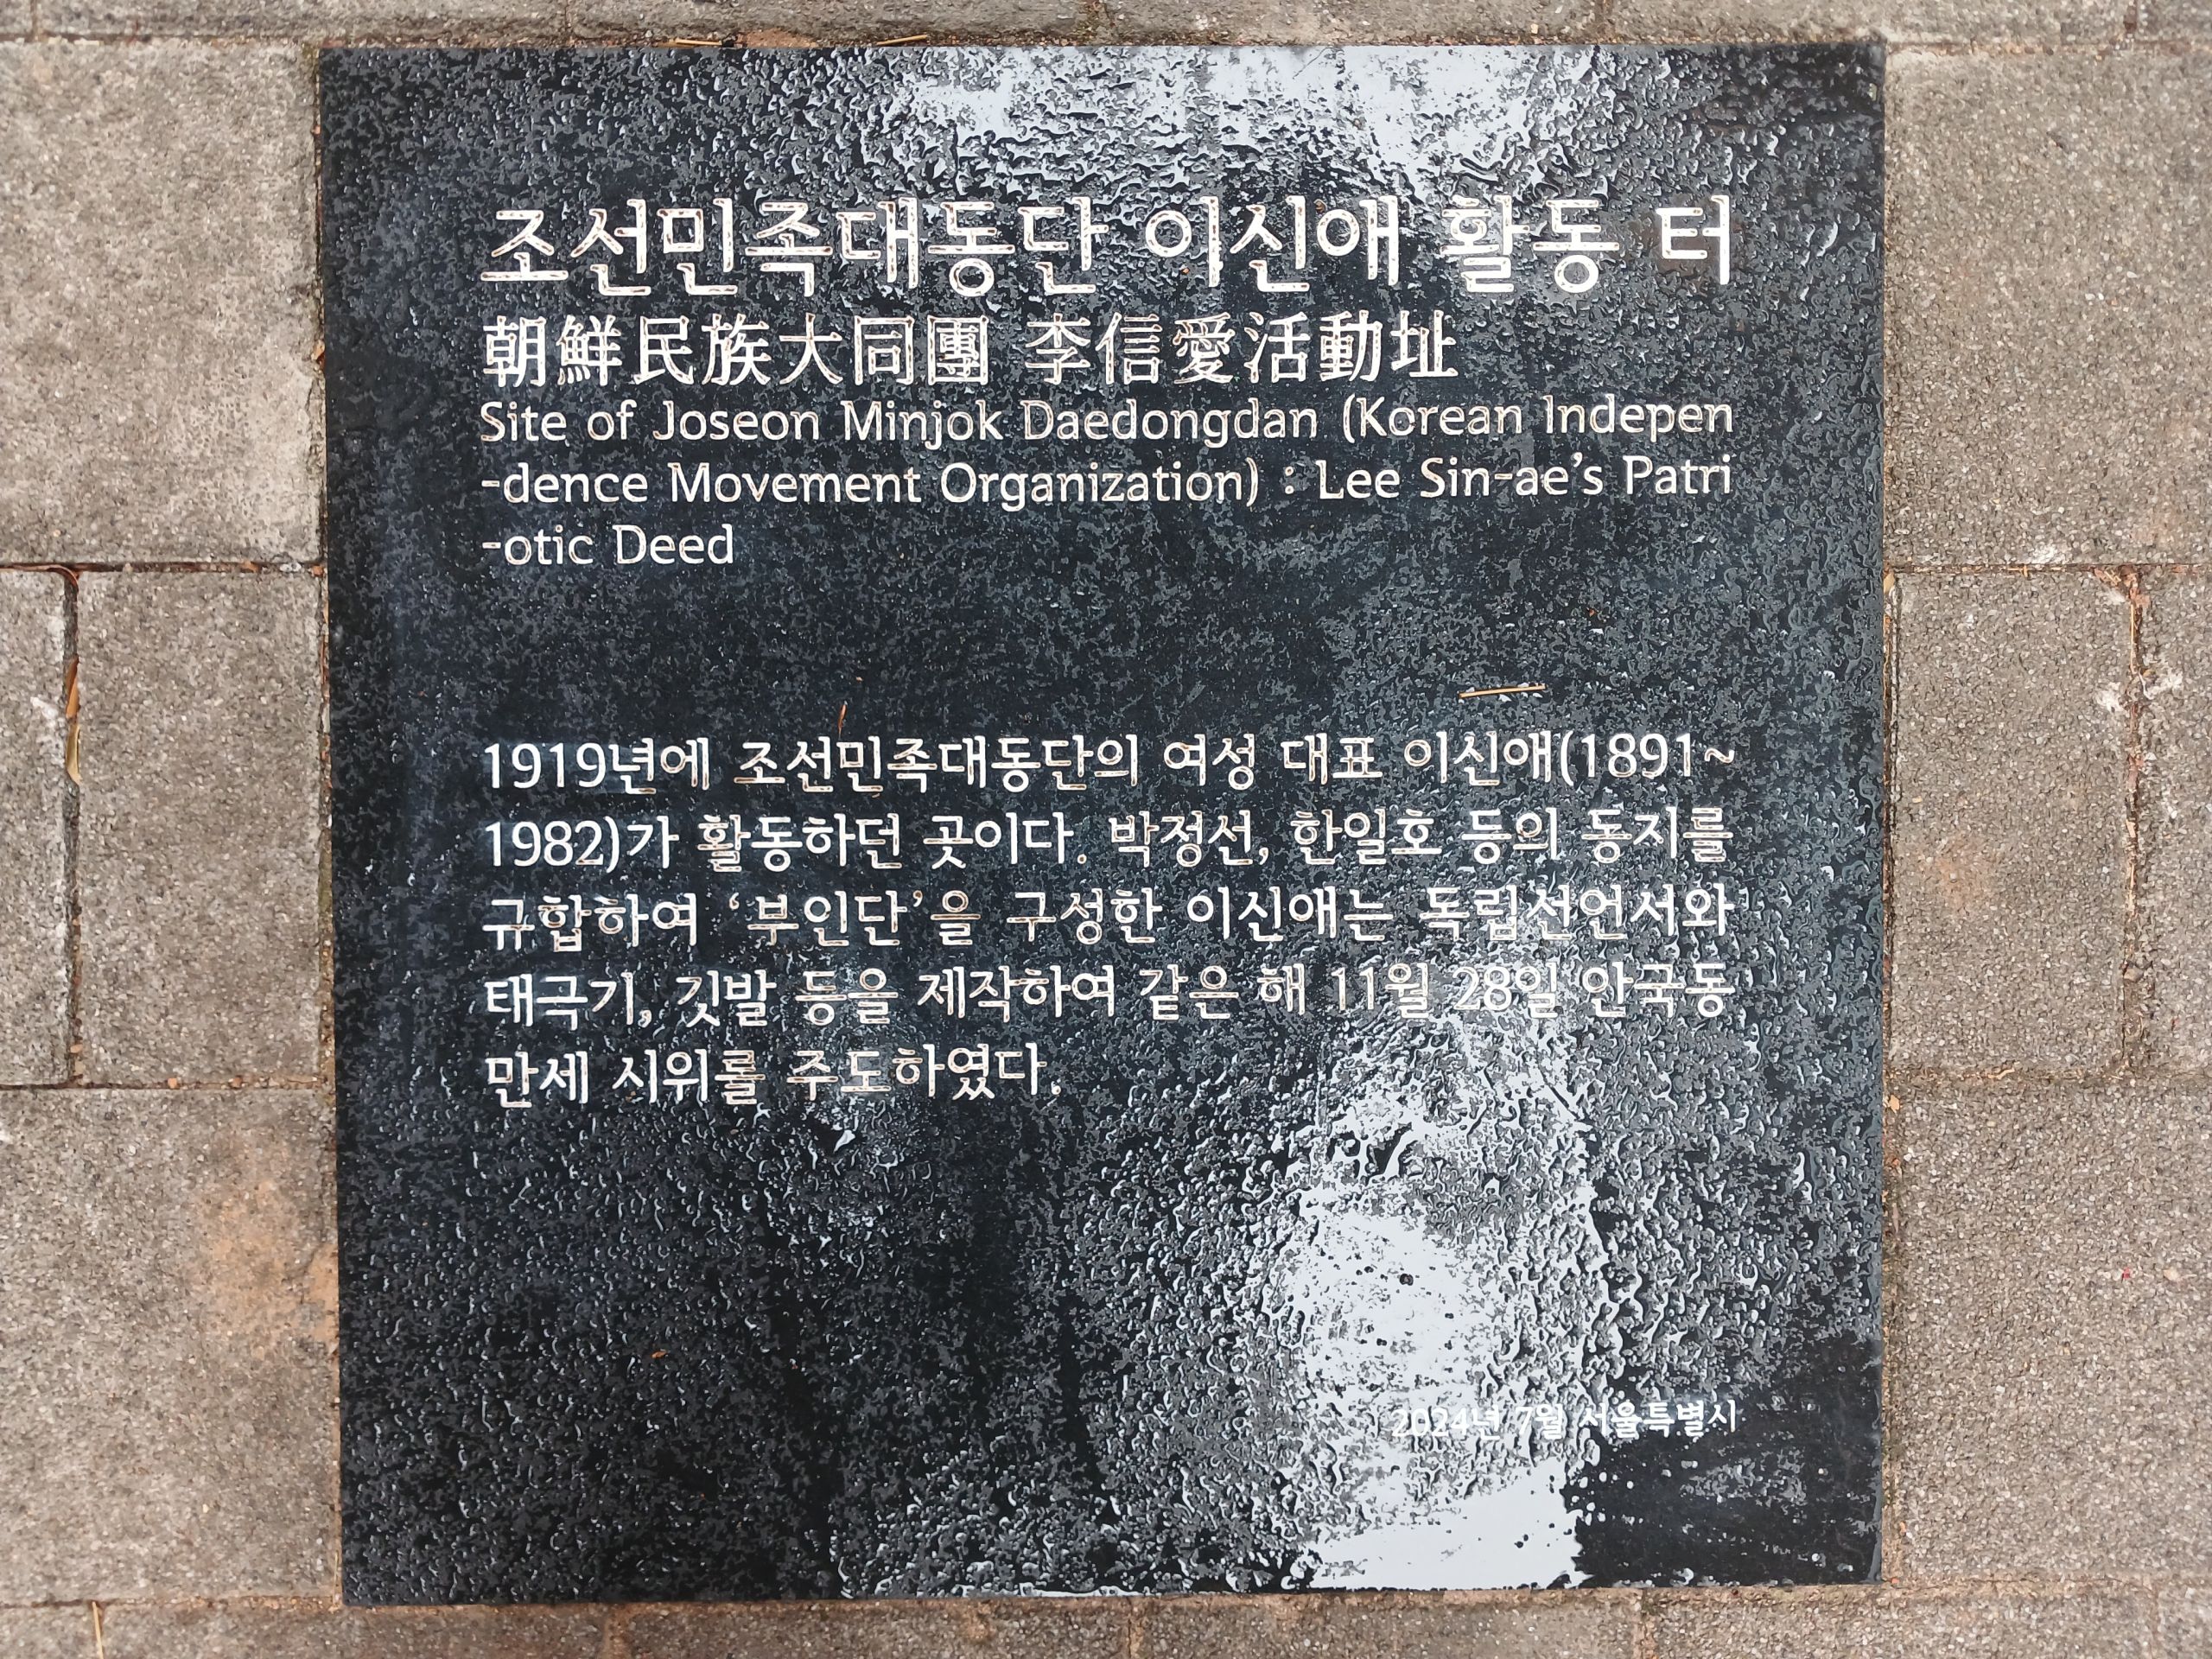 조선민족대동단 이신애 활동 터
朝鮮民族大同團 李信愛活動址
Site of Joseon Minjok Daedongdan (Korean Indepen
-dence Movement Organization) : Lee Sin-ae's Patri
-otic Deed
1919년에 조선민족대동단의 여성 대표 이신애(1891~
1982)가 활동하던 곳이다. 박정선, 한일호 등의 동지를
규합하여 ‘부인단’을 구성한 이신애는 독립선언서와
태극기, 깃발 등을 제작하여 같은 해 11월 28일 안국동
만세 시위를 주도하였다.
2024년 7월 서울특별시